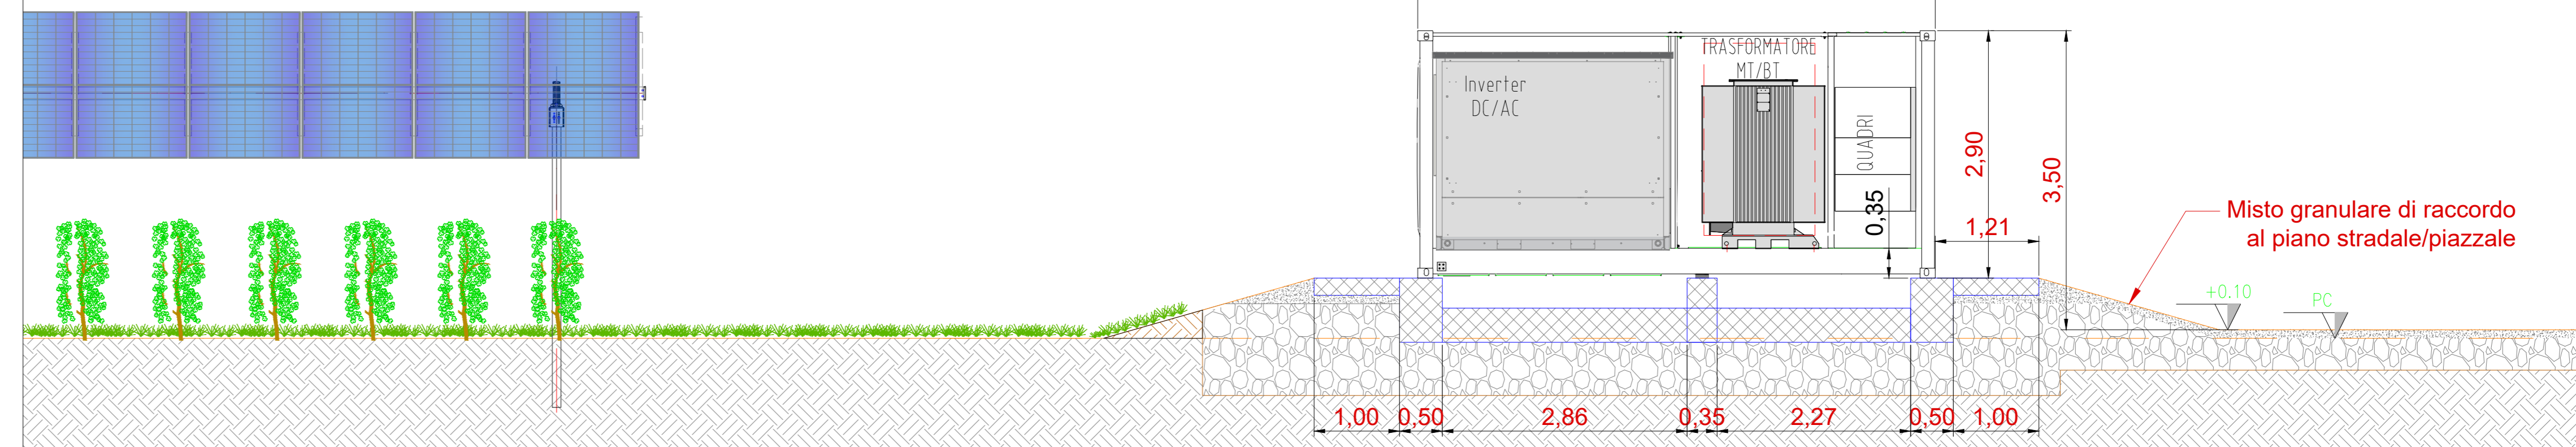 TRASFORMATORE
MT/BT
Inverter
DC/AC
QUADRI
0,35
2,90
3,50
1,21
Misto granulare di raccordo
al piano stradale/piazzale
+0.10
PC
1,00
0,50
2,86
0,35
2,27
0,50
1,00